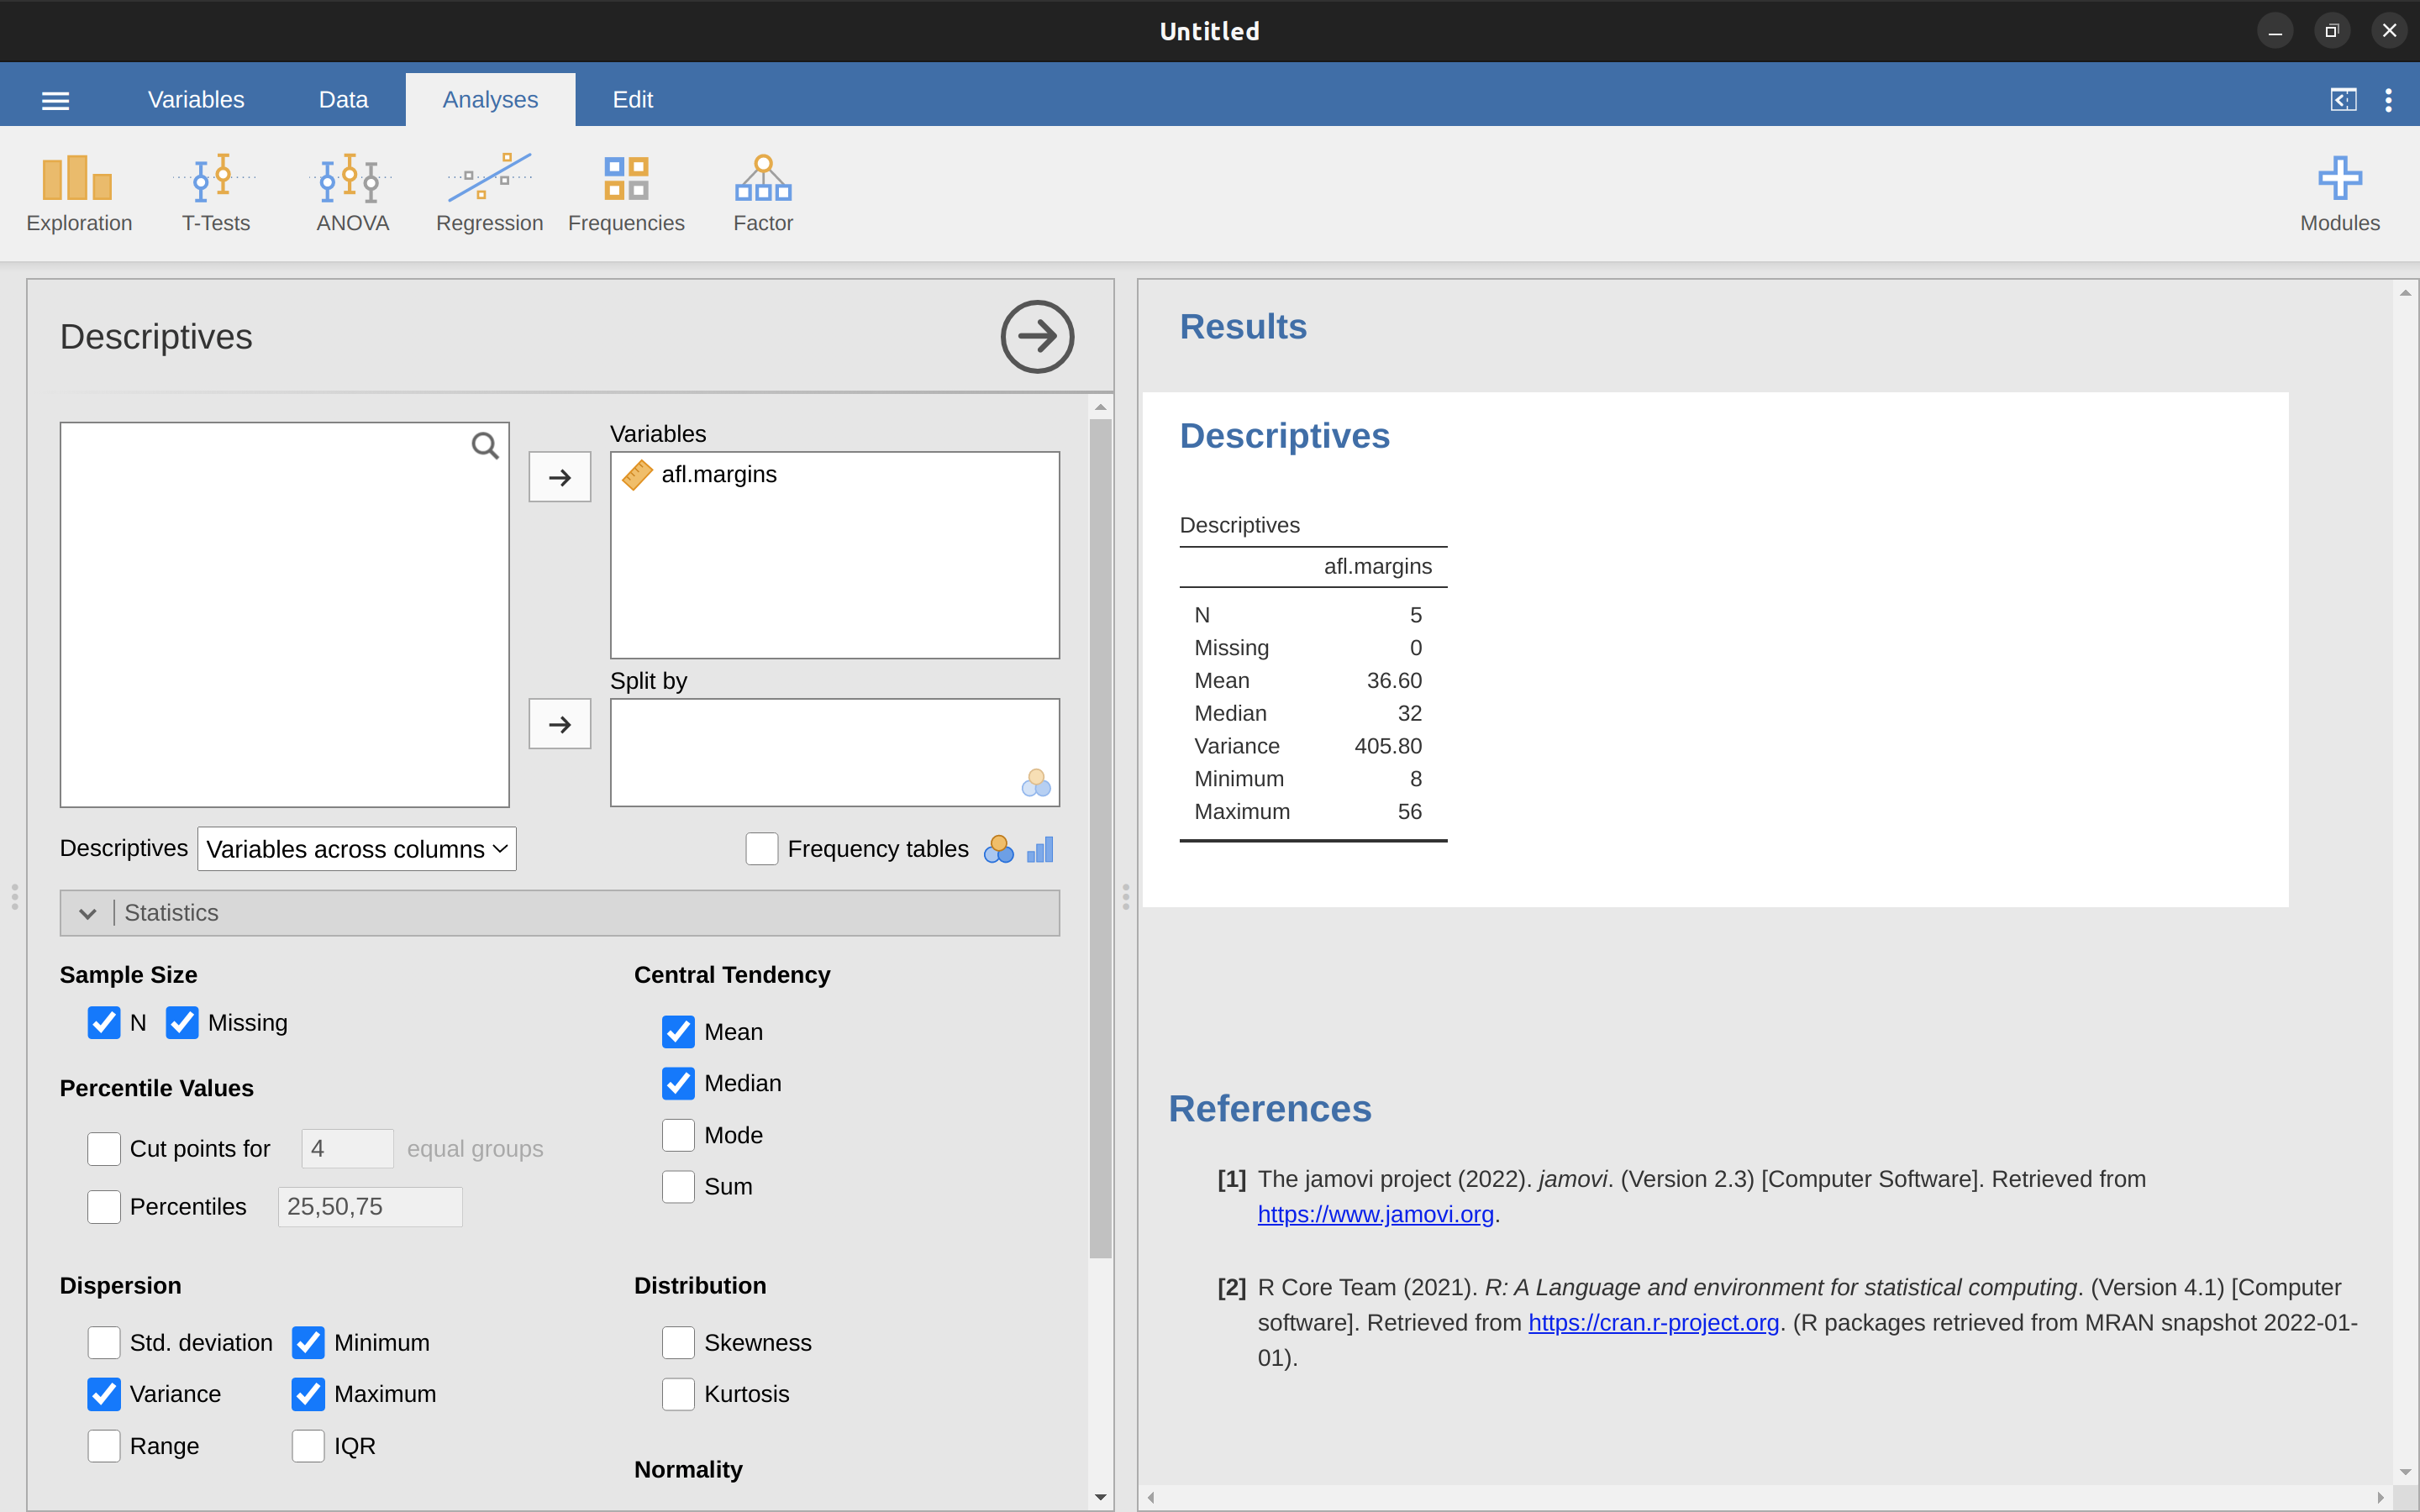 Untitled
Variables Data Analyses Edit
Exploration T-Tests ANOVA Regression Frequencies Factor Modules
Descriptives
Variables
afl.margins
Split by
Descriptives Variables across columns Frequency tables
Statistics
Sample Size
N Missing
Percentile Values
Cut points for 4 equal groups
Percentiles 25,50,75
Central Tendency
Mean
Median
Mode
Sum
Dispersion
Std. deviation Minimum
Variance Maximum
Range IQR
Distribution
Skewness
Kurtosis
Normality
Results
Descriptives
Descriptives
afl.margins
N 5
Missing 0
Mean 36.60
Median 32
Variance 405.80
Minimum 8
Maximum 56
References
[1] The jamovi project (2022). jamovi. (Version 2.3) [Computer Software]. Retrieved from
https://www.jamovi.org.
[2] R Core Team (2021). R: A Language and environment for statistical computing. (Version 4.1) [Computer
software]. Retrieved from https://cran.r-project.org. (R packages retrieved from MRAN snapshot 2022-01-
01).